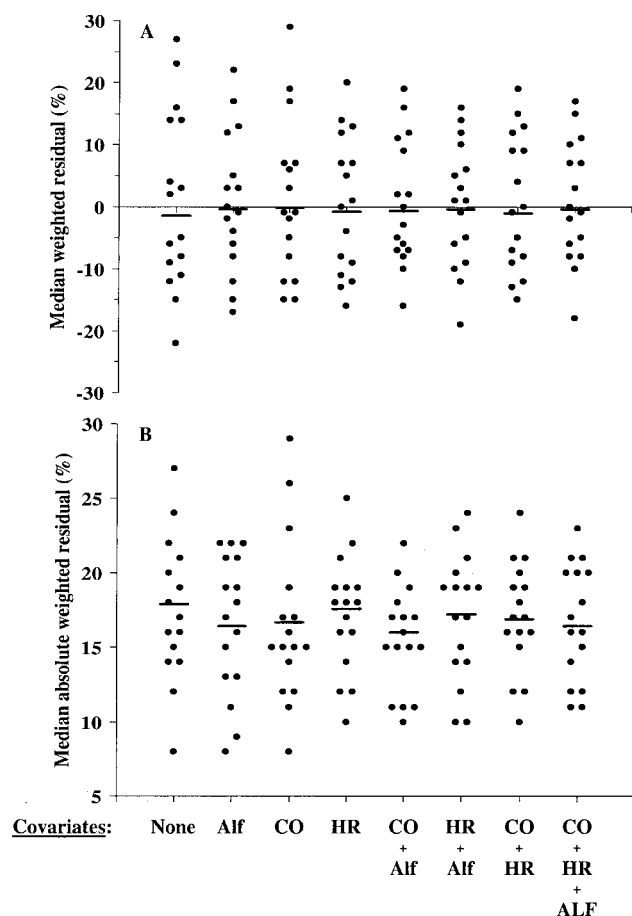 A
Median weighted residual (%)
30
20
10
0
-10
-20
-30
B
Median absolute weighted residual (%)
30
25
20
15
10
5
Covariates: None Alf CO HR CO HR CO CO
+ + + +
Alf Alf HR HR
+
ALF